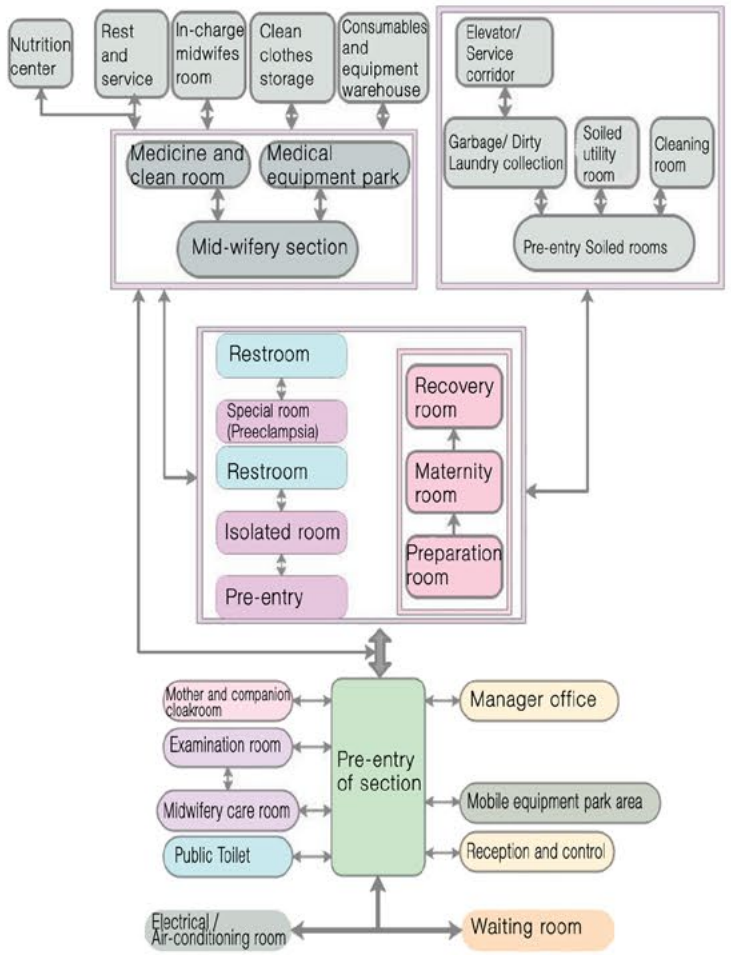 Nutrition
center
Rest
and
service
In-charge
midwifes
room
Clean
clothes
storage
Consumables
and
equipment
warehouse
Elevator/
Service
corridor
Medicine and
clean room
Medical
equipment park
Garbage/ Dirty
Laundry collection
Soiled
utility
room
Cleaning
room
Mid-wifery section
Pre-entry Soiled rooms
Restroom
Special room
(Preeclampsia)
Restroom
Isolated room
Pre-entry
Recovery
room
Maternity
room
Preparation
room
Mother and companion
cloakroom
Examination room
Midwifery care room
Public Toilet
Pre-entry
of section
Manager office
Mobile equipment park area
Reception and control
Electrical /
Air-conditioning room
Waiting room